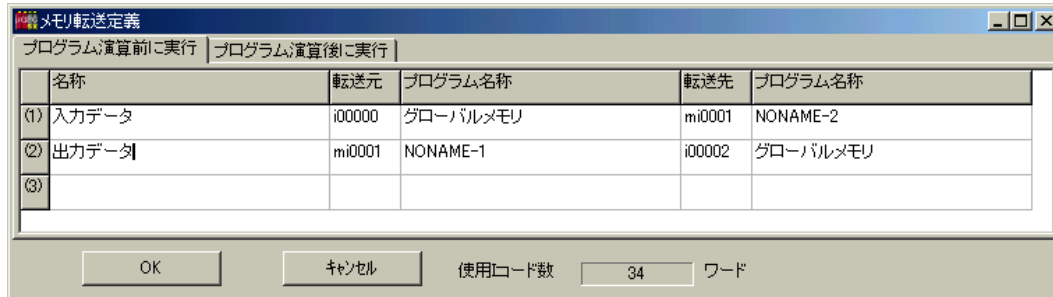 メモリ転送定義
プログラム演算前に実行 プログラム演算後に実行
名称 転送元 プログラム名称 転送先 プログラム名称
(1) 入力データ i00000 グローバルメモリ mi0001 NONAME-2
(2) 出力データ mi0001 NONAME-1 i00002 グローバルメモリ
(3)
OK キャンセル 使用Iコード数 34 ワード